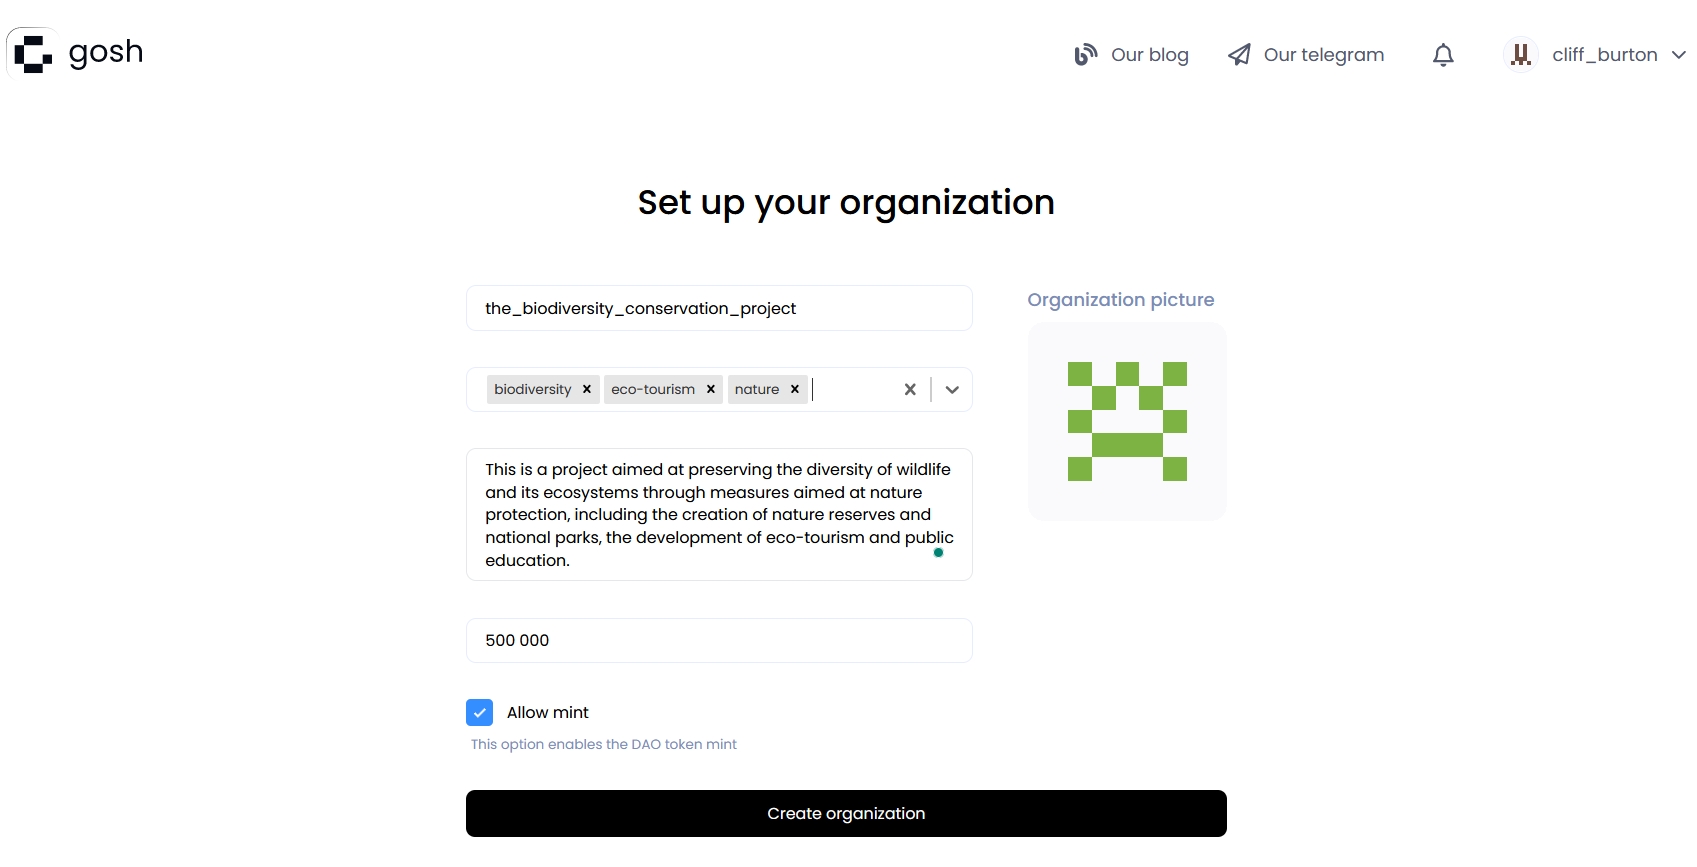 gosh
Our blog
Our telegram
cliff_burton
Set up your organization
the_biodiversity_conservation_project
Organization picture
biodiversity
eco-tourism
nature
This is a project aimed at preserving the diversity of wildlife
and its ecosystems through measures aimed at nature
protection, including the creation of nature reserves and
national parks, the development of eco-tourism and public
education.
500 000
Allow mint
This option enables the DAO token mint
Create organization